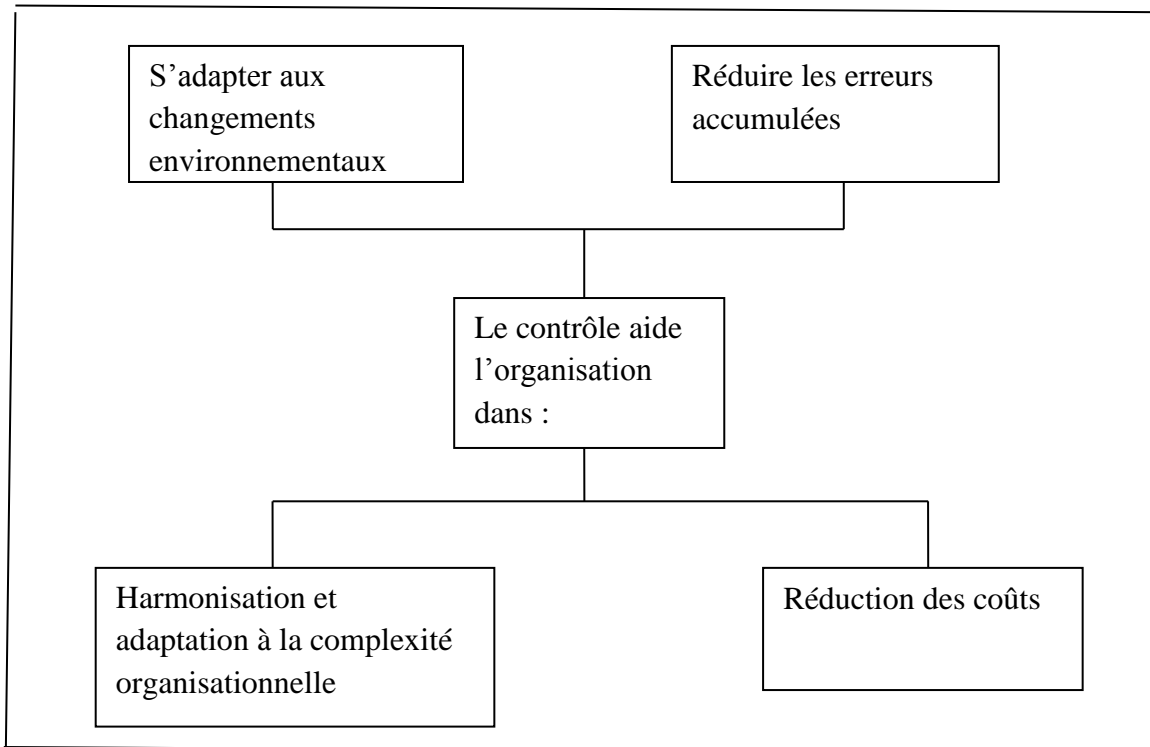 S’adapter aux
changements
environnementaux
Réduire les erreurs
accumulées
Le contrôle aide
l’organisation
dans :
Harmonisation et
adaptation à la complexité
organisationnelle
Réduction des coûts